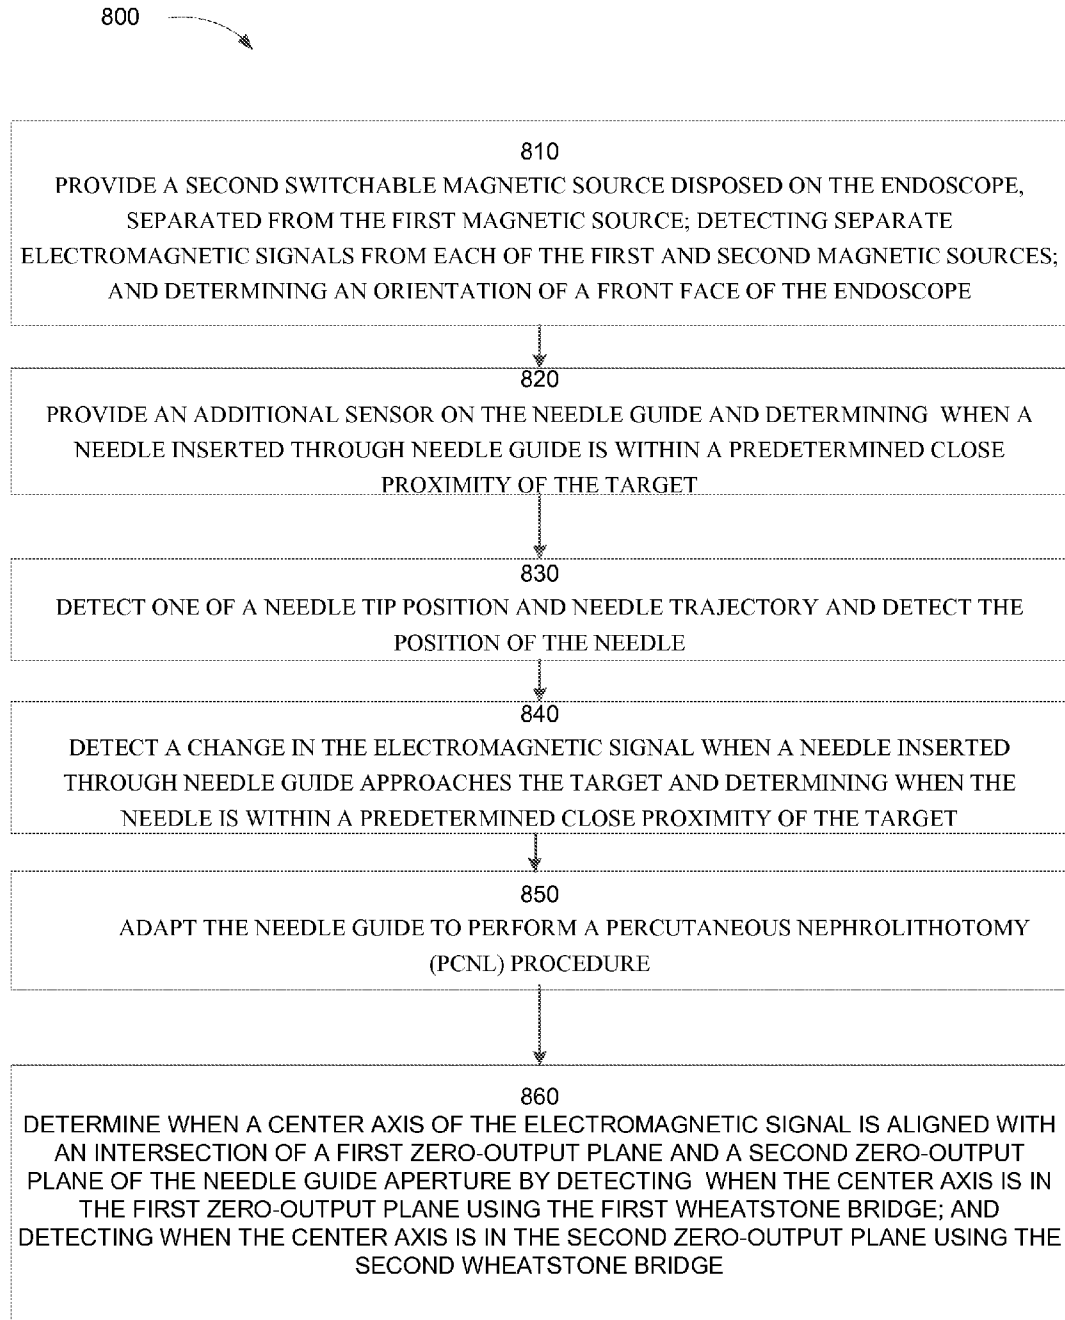 800
810
PROVIDE A SECOND SWITCHABLE MAGNETIC SOURCE DISPOSED ON THE ENDOSCOPE,
SEPARATED FROM THE FIRST MAGNETIC SOURCE; DETECTING SEPARATE
ELECTROMAGNETIC SIGNALS FROM EACH OF THE FIRST AND SECOND MAGNETIC SOURCES;
AND DETERMINING AN ORIENTATION OF A FRONT FACE OF THE ENDOSCOPE
820
PROVIDE AN ADDITIONAL SENSOR ON THE NEEDLE GUIDE AND DETERMINING WHEN A
NEEDLE INSERTED THROUGH NEEDLE GUIDE IS WITHIN A PREDETERMINED CLOSE
PROXIMITY OF THE TARGET
830
DETECT ONE OF A NEEDLE TIP POSITION AND NEEDLE TRAJECTORY AND DETECT THE
POSITION OF THE NEEDLE
840
DETECT A CHANGE IN THE ELECTROMAGNETIC SIGNAL WHEN A NEEDLE INSERTED
THROUGH NEEDLE GUIDE APPROACHES THE TARGET AND DETERMINING WHEN THE
NEEDLE IS WITHIN A PREDETERMINED CLOSE PROXIMITY OF THE TARGET
850
ADAPT THE NEEDLE GUIDE TO PERFORM A PERCUTANEOUS NEPHROLITHOTOMY
(PCNL) PROCEDURE
860
DETERMINE WHEN A CENTER AXIS OF THE ELECTROMAGNETIC SIGNAL IS ALIGNED WITH
AN INTERSECTION OF A FIRST ZERO-OUTPUT PLANE AND A SECOND ZERO-OUTPUT
PLANE OF THE NEEDLE GUIDE APERTURE BY DETECTING WHEN THE CENTER AXIS IS IN
THE FIRST ZERO-OUTPUT PLANE USING THE FIRST WHEATSTONE BRIDGE; AND
DETECTING WHEN THE CENTER AXIS IS IN THE SECOND ZERO-OUTPUT PLANE USING THE
SECOND WHEATSTONE BRIDGE